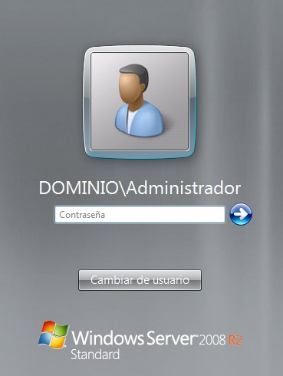 DOMINIO\Administrador
Contraseña
Cambiar de usuario
Windows Server 2008 R2
Standard